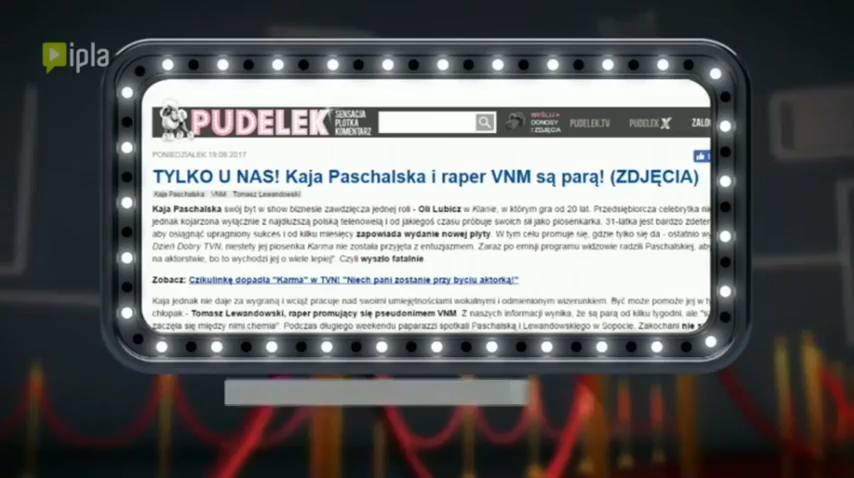 ipla
PUDELEK
SENSACJA
PLOTKA
KOMENTARZ
WYŚLIJ
DONOSY
I ZDJĘCIA
PUDELEK.TV
PUDELEK X
ZALO
PONIEDZIAŁEK 19.06.2017
TYLKO U NAS! Kaja Paschalska i raper VNM są parą! (ZDJĘCIA)
Kaja Paschalska VNM Tomasz Lewandowski
Kaja Paschalska swój byt w show biznesie zawdzięcza jednej roli - Oli Lubicz w Klanie, w którym gra od 20 lat. Przedsiębiorcza celebrytka nie
jednak kojarzona wyłącznie z najdłuższą polską telenowelą i od jakiegoś czasu próbuje swoich sił jako piosenkarka. 31-latka jest bardzo zdeter
aby osiągnąć upragniony sukces i od kilku miesięcy zapowiada wydanie nowej płyty. W tym celu promuje się, gdzie tylko się da - ostatnio w
Dzień Dobry TVN, niestety jej piosenka Karma nie została przyjęta z entuzjazmem. Zaraz po emisji programu widzowie radzili Paschalskiej, aby
na aktorstwie, bo to wychodzi jej o wiele lepiej". Czyli wyszło fatalnie.
Zobacz: Czikulinkę dopadła "Karma" w TVN! "Niech pani zostanie przy byciu aktorką!"
Kaja jednak nie daje za wygraną i wciąż pracuje nad swoimi umiejętnościami wokalnymi i odmienionym wizerunkiem. Być może pomoże jej w t
chłopak - Tomasz Lewandowski, raper promujący się pseudonimem VNM. Z naszych informacji wynika, że są parą od kilku tygodni, ale "s
zaczęła się między nimi chemia". Podczas długiego weekendu paparazzi spotkali Paschalską i Lewandowskiego w Sopocie. Zakochani nie s